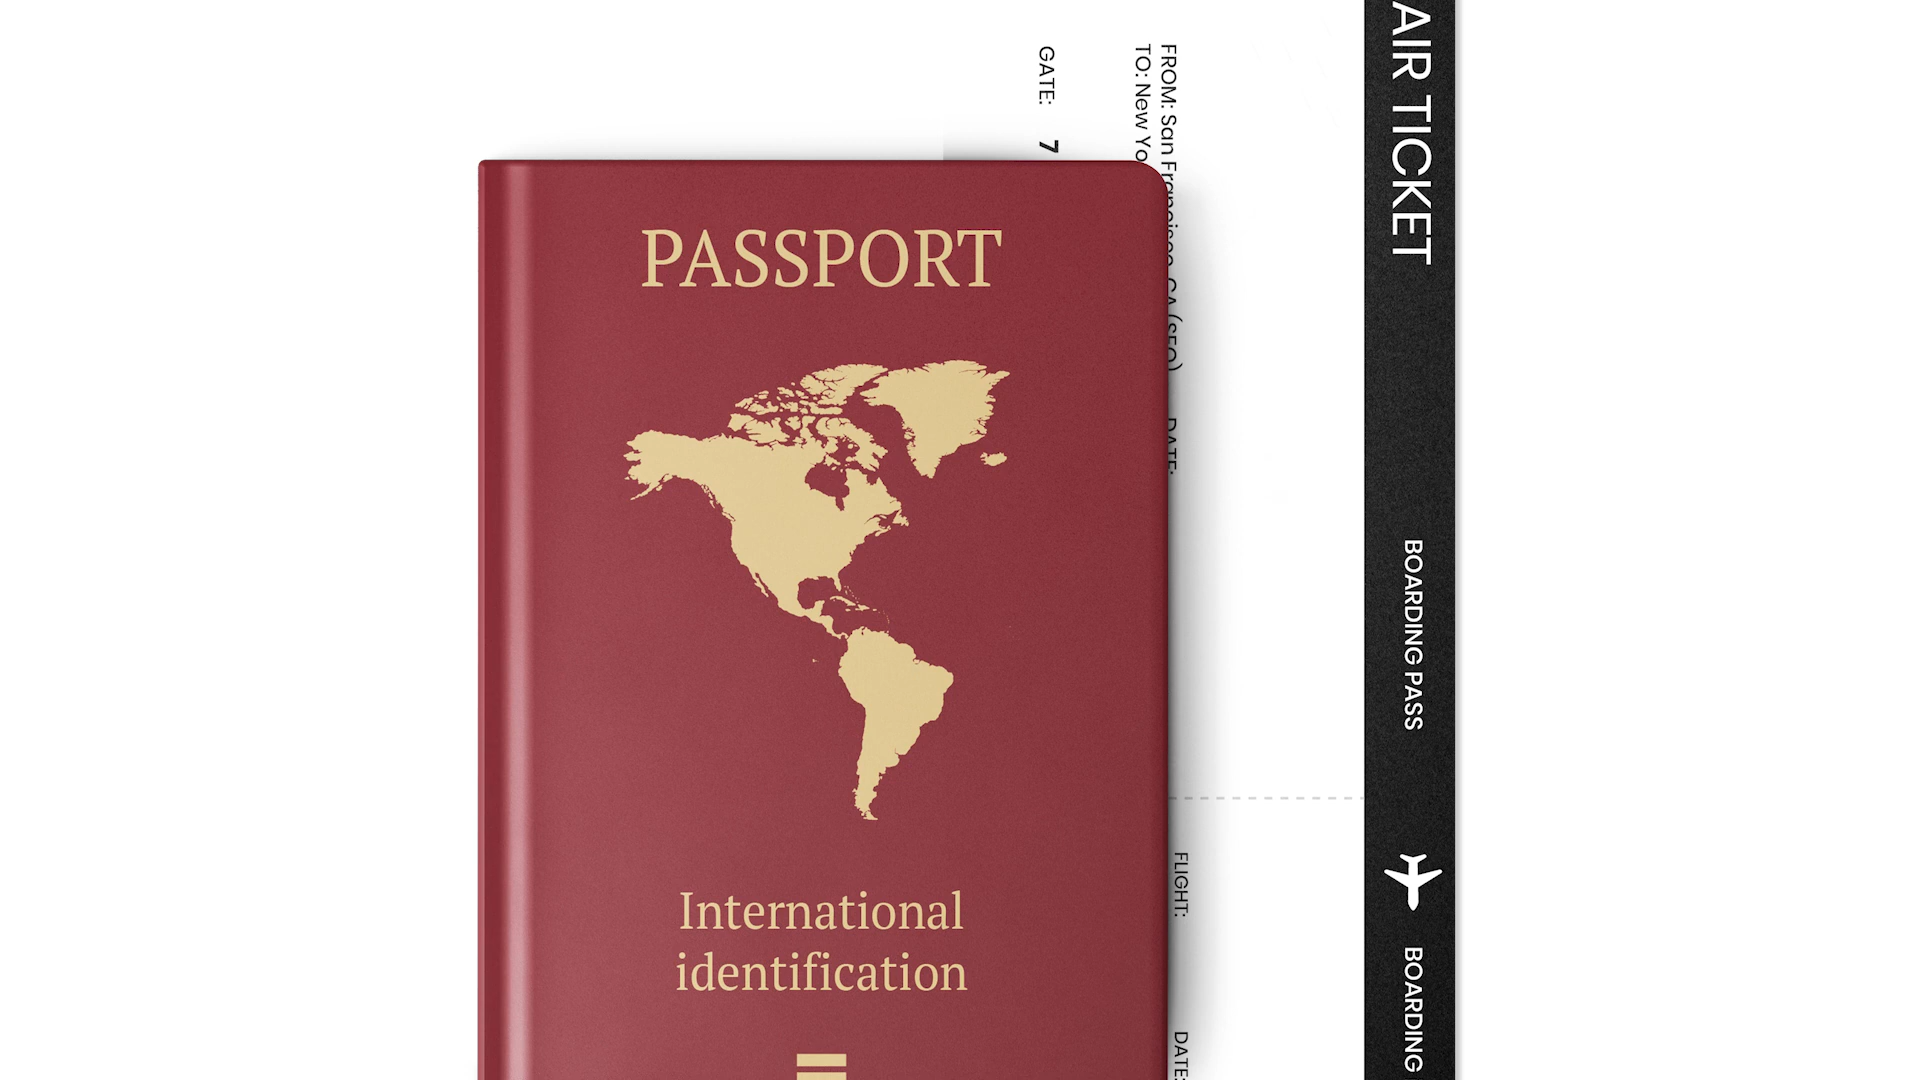 AIR TICKET
BOARDING PASS
BOARDING
FROM: San Francisco, CA (SFO)
TO: New Yo
DATE:
GATE: 7
FLIGHT:
DATE:
PASSPORT
International
identification